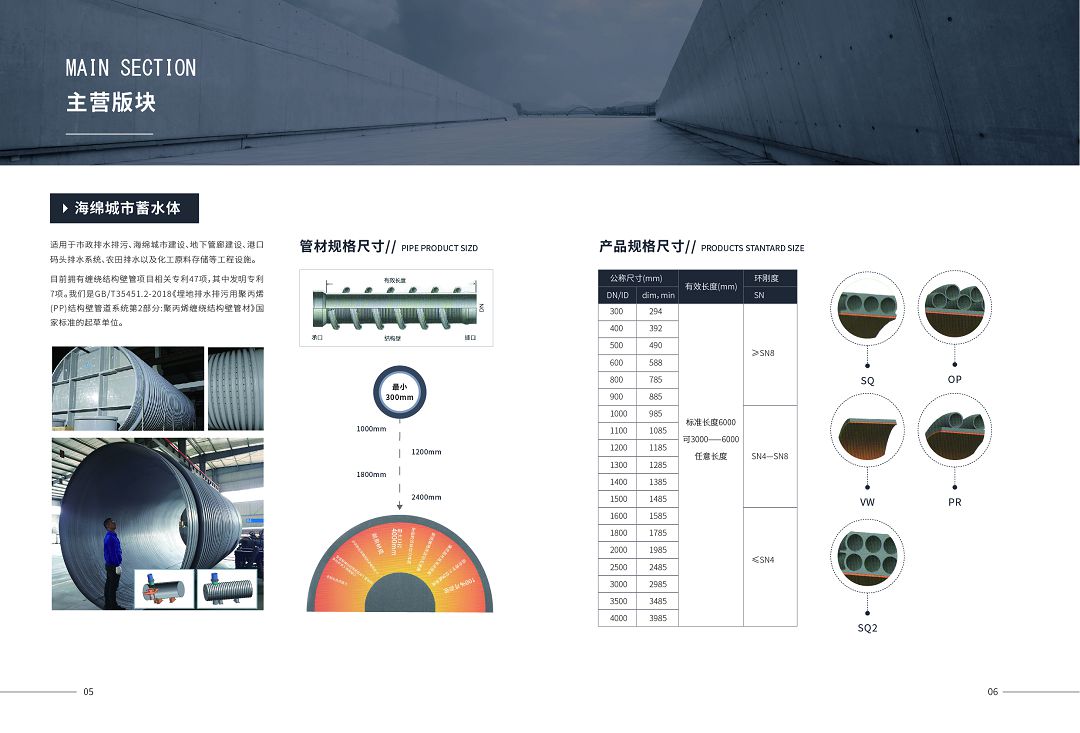 MAIN SECTION
主营版块
海绵城市蓄水体
适用于市政排水排污、海绵城市建设、地下管廊建设、港口
码头排水系统、农田排水以及化工原料存储等工程设施。
目前拥有缠绕结构壁管项目相关专利47项,其中发明专利
7项。我们是GB/T35451.2-2018《埋地排水排污用聚丙烯
(PP)结构壁管道系统第2部分:聚丙烯缠绕结构壁管材》国
家标准的起草单位。
管材规格尺寸// PIPE PRODUCT SIZD
有效长度
DN
承口 结构壁 插口
最小
300mm
1000mm
1200mm
1800mm
2400mm
4000mm
产品规格尺寸// PRODUCTS STANTARD SIZE
公称尺寸(mm) 有效长度(mm) 环刚度
DN/ID dim,min SN
300 294
400 392
500 490
600 588
800 785
900 885
≥SN8
1000 985
1100 1085
1200 1185
1300 1285
1400 1385
1500 1485
标准长度6000
可3000——6000
任意长度
SN4—SN8
1600 1585
1800 1785
2000 1985
2500 2485
3000 2985
3500 3485
4000 3985
≤SN4
SQ
OP
VW
PR
SQ2
05
06